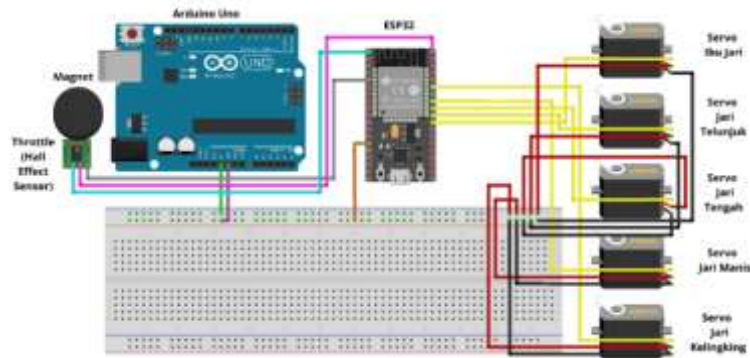 Arduino Uno
ESP32
Magnet
UNO
Throttle
(Hall
Effect
Sensor)
Servo
Ibu Jari
Servo
Jari
Telunjuk
Servo
Jari
Tengah
Servo
Jari Manis
Servo
Jari
Kelingking